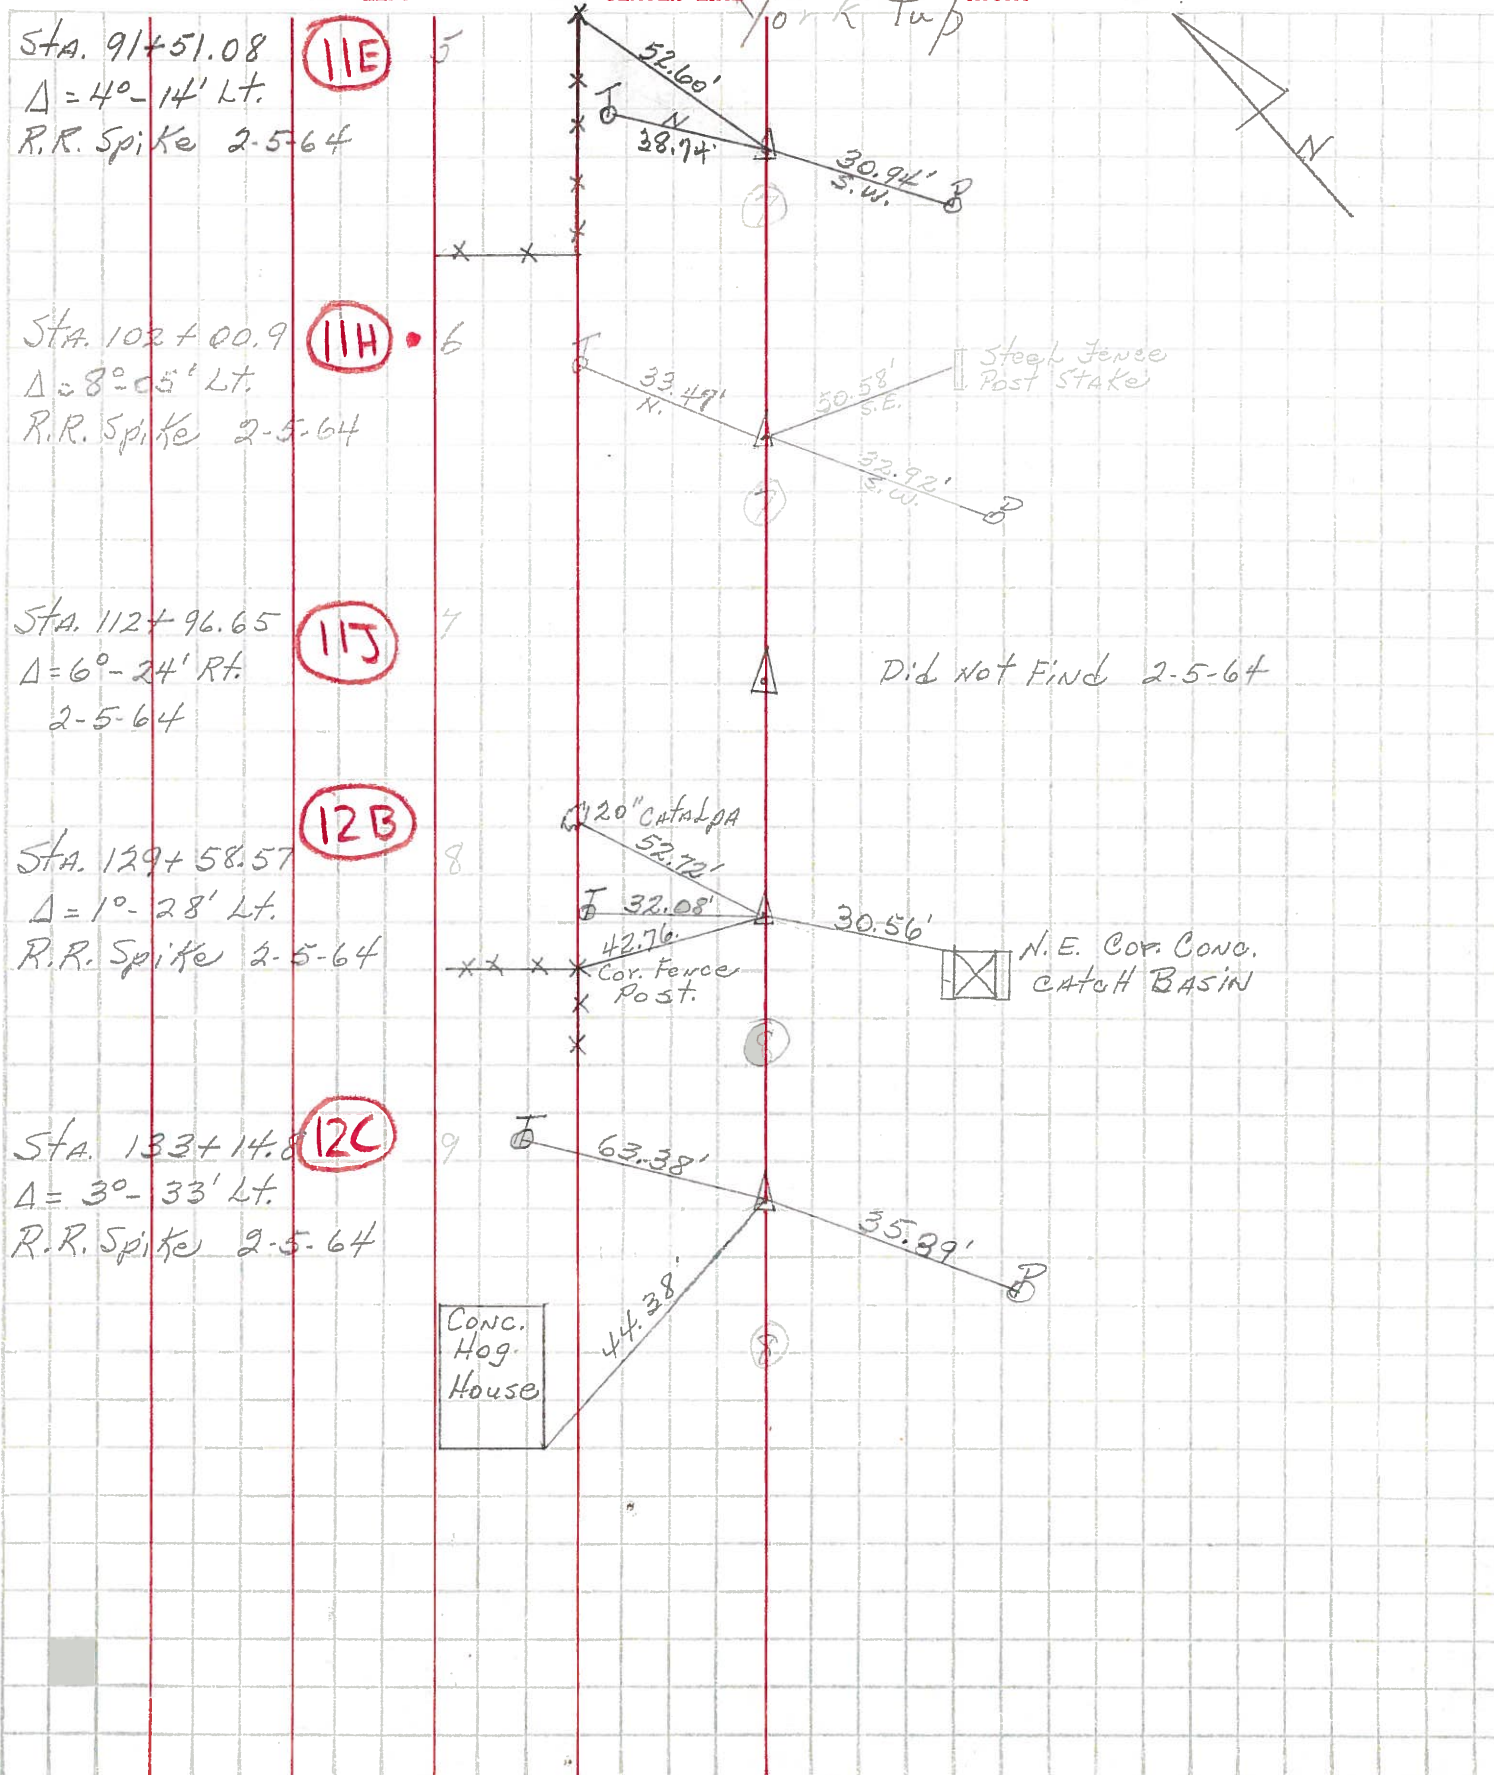 York Twp
N
Sta. 91+51.08
11E
5
Δ = 4°-14' Lt.
R.R. Spike 2-5-64
52.60'
T
N
38.74'
30.94'
S.W.
P
7
Sta. 102+00.9
11H
6
Δ = 8°-05' Lt.
R.R. Spike 2-5-64
T
33.47'
N.
50.58'
S.E.
Steel Fence
Post Stake
32.92'
S.W.
P
7
Sta. 112+96.65
11J
7
Δ = 6°-24' Rt.
2-5-64
Did Not Find 2-5-64
12B
Sta. 129+58.57
8
Δ = 1°-28' Lt.
R.R. Spike 2-5-64
20" Catalpa
52.72'
T
32.08'
42.76.
Cor. Fence
Post.
30.56'
N.E. Cor. Conc.
Catch Basin
8
Sta. 133+14.8
12C
9
Δ = 3°-33' Lt.
R.R. Spike 2-5-64
T
63.38'
35.89'
P
44.38'
Conc.
Hog.
House
8